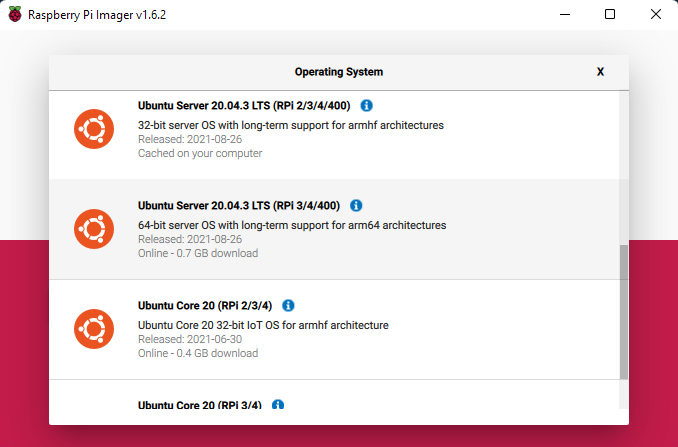 Raspberry Pi Imager v1.6.2
Operating System
X
Ubuntu Server 20.04.3 LTS (RPi 2/3/4/400)
32-bit server OS with long-term support for armhf architectures
Released: 2021-08-26
Cached on your computer
Ubuntu Server 20.04.3 LTS (RPi 3/4/400)
64-bit server OS with long-term support for arm64 architectures
Released: 2021-08-26
Online - 0.7 GB download
Ubuntu Core 20 (RPi 2/3/4)
Ubuntu Core 20 32-bit IoT OS for armhf architecture
Released: 2021-06-30
Online - 0.4 GB download
Ubuntu Core 20 (RPi 3/4)